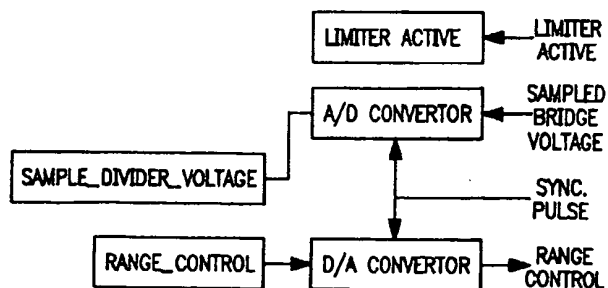 LIMITER ACTIVE
LIMITER
ACTIVE
A/D CONVERTOR
SAMPLED
BRIDGE
VOLTAGE
SAMPLE_DIVIDER_VOLTAGE
SYNC.
PULSE
RANGE_CONTROL
D/A CONVERTOR
RANGE
CONTROL